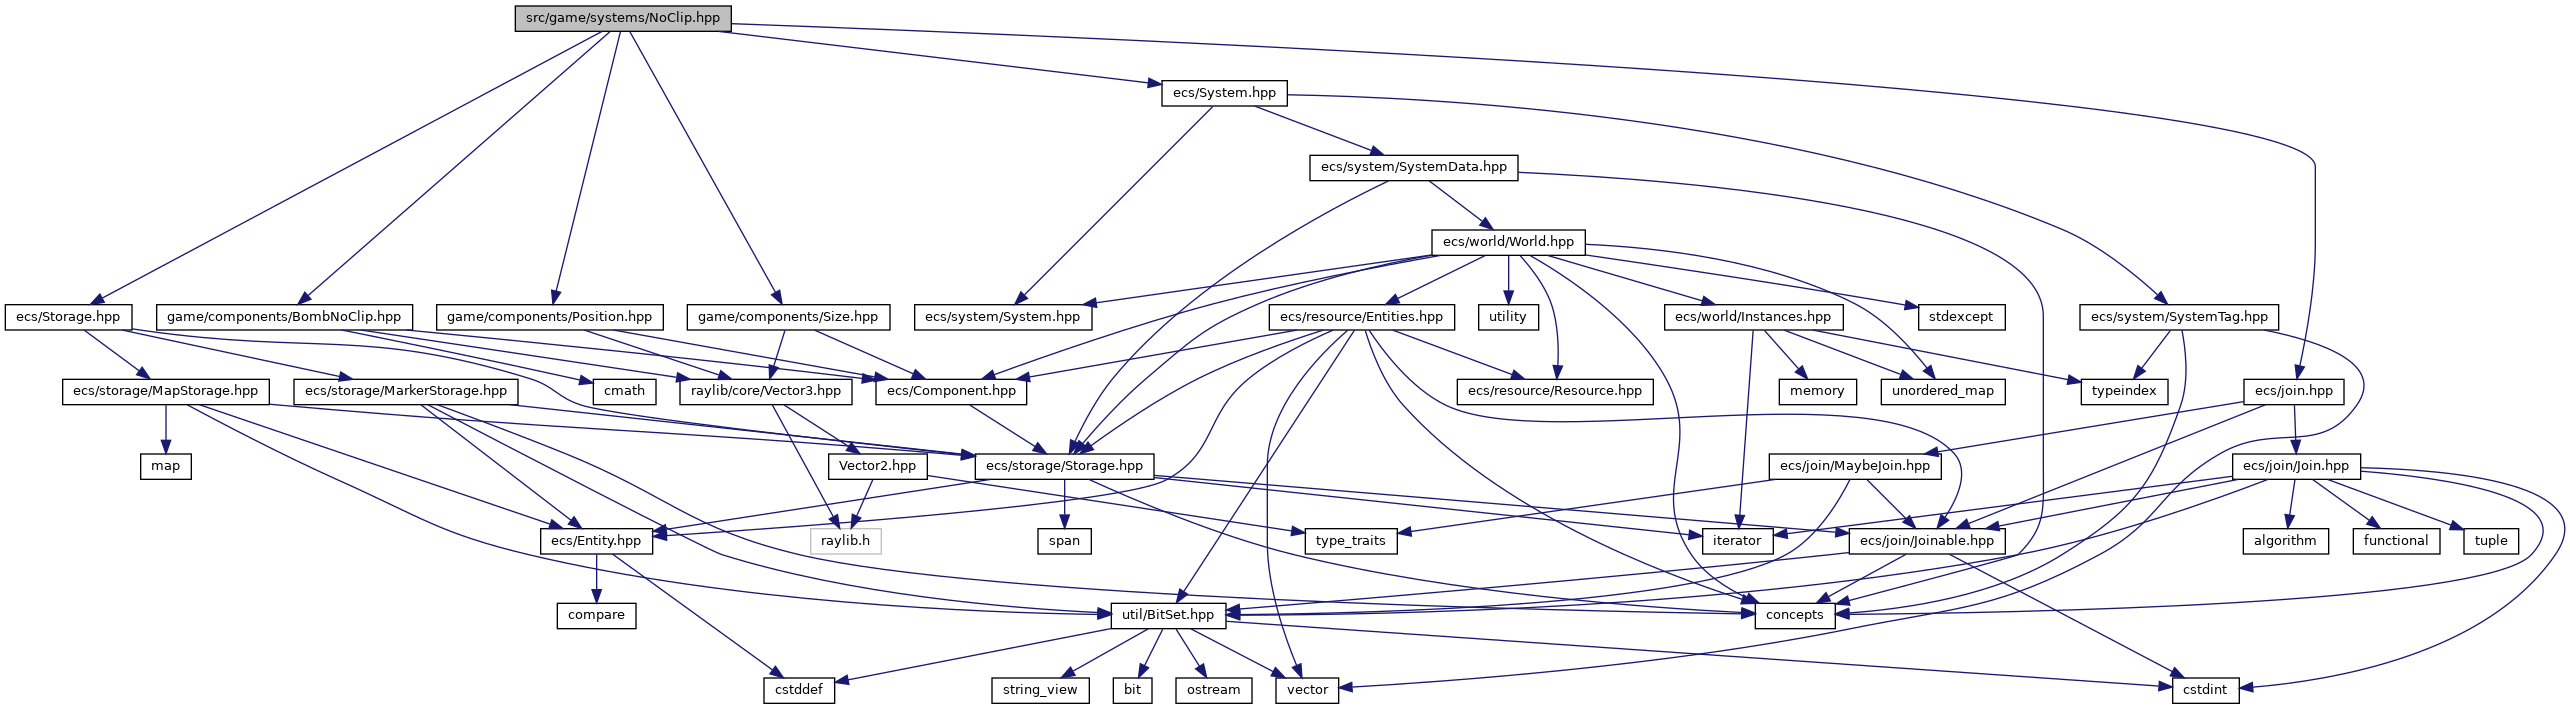 src/game/systems/NoClip.hpp
ecs/System.hpp
ecs/system/SystemData.hpp
ecs/world/World.hpp
ecs/Storage.hpp
game/components/BombNoClip.hpp
game/components/Position.hpp
game/components/Size.hpp
ecs/system/System.hpp
ecs/resource/Entities.hpp
utility
ecs/world/Instances.hpp
stdexcept
ecs/system/SystemTag.hpp
ecs/storage/MapStorage.hpp
ecs/storage/MarkerStorage.hpp
cmath
raylib/core/Vector3.hpp
ecs/Component.hpp
ecs/resource/Resource.hpp
memory
unordered_map
typeindex
ecs/join.hpp
map
Vector2.hpp
ecs/storage/Storage.hpp
ecs/join/MaybeJoin.hpp
ecs/join/Join.hpp
ecs/Entity.hpp
raylib.h
span
type_traits
iterator
ecs/join/Joinable.hpp
algorithm
functional
tuple
compare
util/BitSet.hpp
concepts
cstddef
string_view
bit
ostream
vector
cstdint